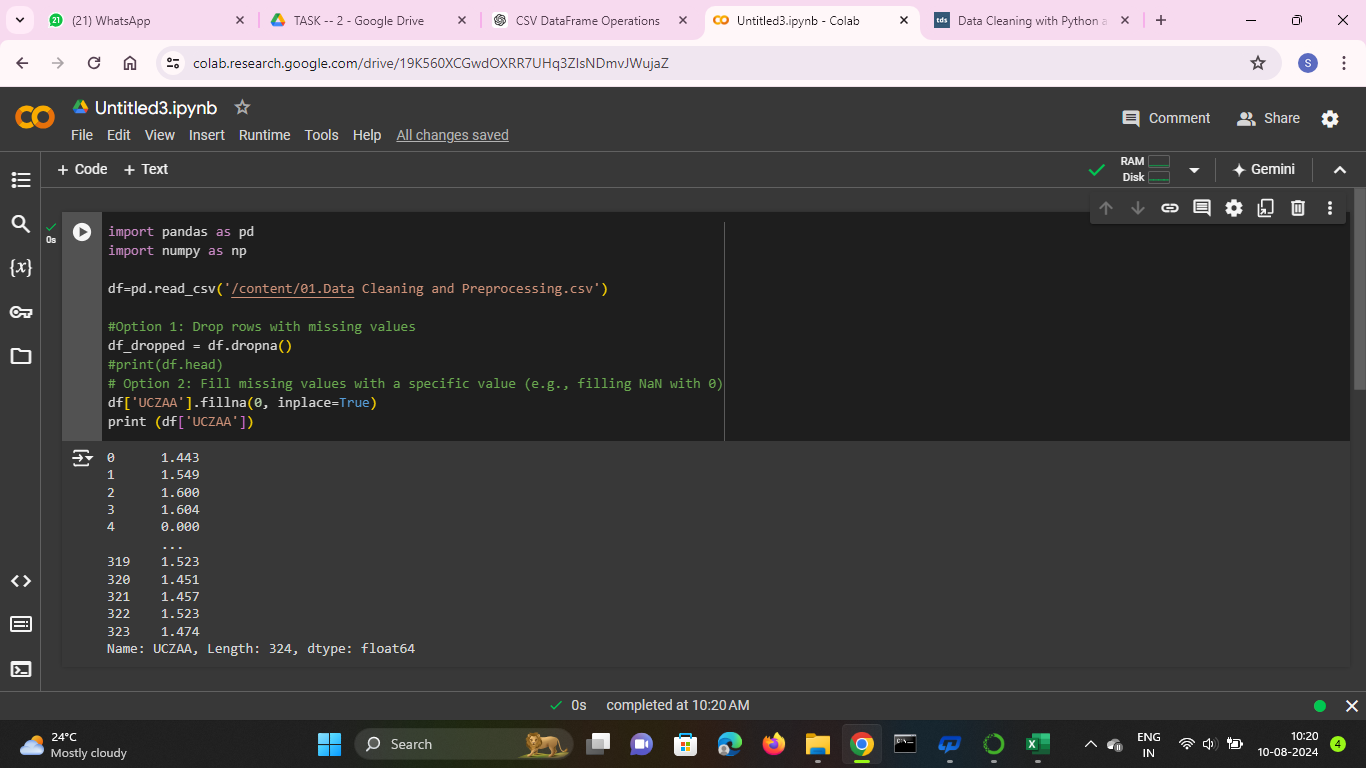 (21) WhatsApp
TASK -- 2 - Google Drive
CSV DataFrame Operations
Untitled3.ipynb - Colab
tds
Data Cleaning with Python a
colab.research.google.com/drive/19K560XCGwdOXRR7UHq3ZIsNDmvJWujaZ
S
Untitled3.ipynb
Comment
Share
File Edit View Insert Runtime Tools Help All changes saved
+ Code + Text
RAM
Disk
Gemini
0s
import pandas as pd
import numpy as np
df=pd.read_csv('/content/01.Data Cleaning and Preprocessing.csv')
#Option 1: Drop rows with missing values
df_dropped = df.dropna()
#print(df.head)
# Option 2: Fill missing values with a specific value (e.g., filling NaN with 0)
df['UCZAA'].fillna(0, inplace=True)
print (df['UCZAA'])
0 1.443
1 1.549
2 1.600
3 1.604
4 0.000
...
319 1.523
320 1.451
321 1.457
322 1.523
323 1.474
Name: UCZAA, Length: 324, dtype: float64
0s completed at 10:20 AM
24°C
Mostly cloudy
Search
ENG
IN
10:20
10-08-2024
4